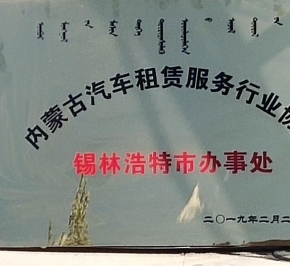 内蒙古汽车租赁服务行业协
锡林浩特市办事处
二〇一九年二月二